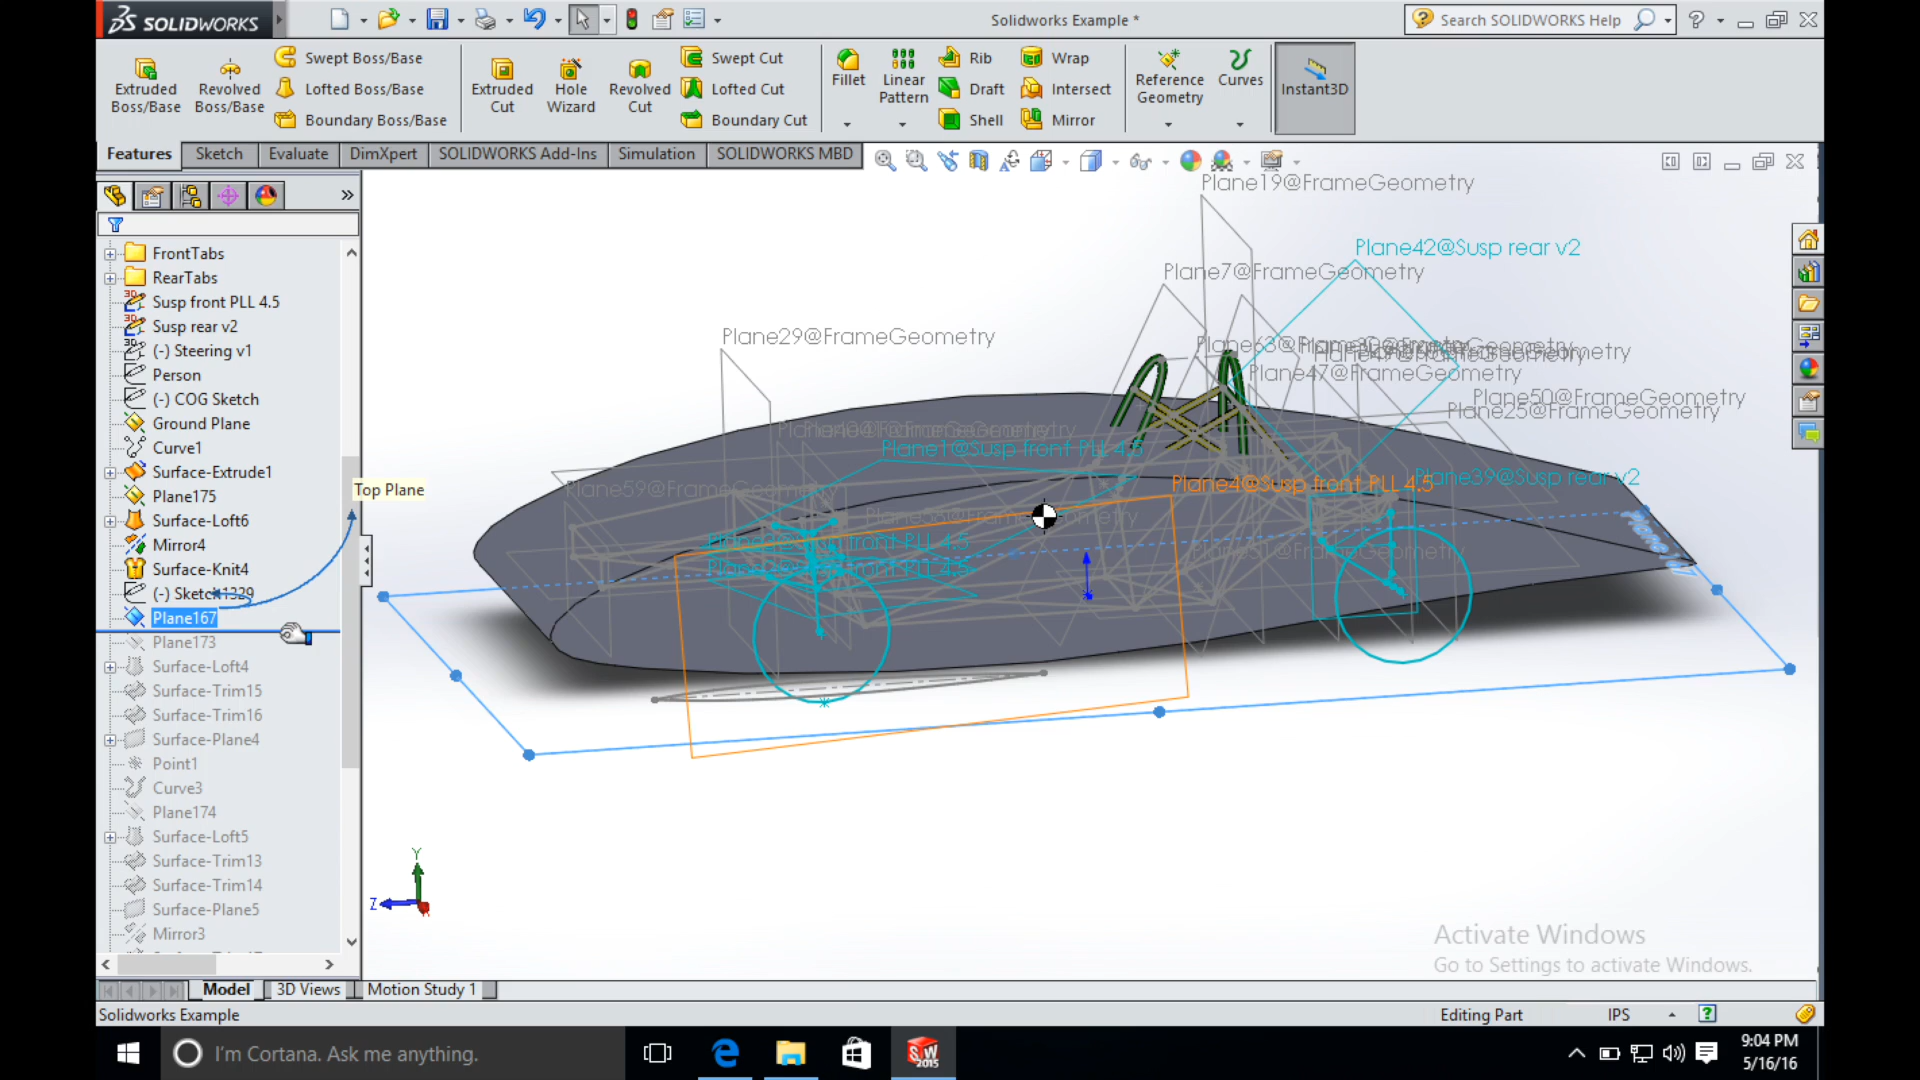 SOLIDWORKS
Solidworks Example *
Search SOLIDWORKS Help
Extruded Boss/Base
Revolved Boss/Base
Swept Boss/Base
Lofted Boss/Base
Boundary Boss/Base
Extruded Cut
Hole Wizard
Revolved Cut
Swept Cut
Lofted Cut
Boundary Cut
Fillet
Linear Pattern
Rib
Draft
Shell
Wrap
Intersect
Mirror
Reference Geometry
Curves
Instant3D
Features
Sketch
Evaluate
DimXpert
SOLIDWORKS Add-Ins
Simulation
SOLIDWORKS MBD
FrontTabs
RearTabs
Susp front PLL 4.5
Susp rear v2
(-) Steering v1
Person
(-) COG Sketch
Ground Plane
Curve1
Surface-Extrude1
Plane175
Surface-Loft6
Mirror4
Surface-Knit4
(-) Sketch1329
Plane167
Plane173
Surface-Loft4
Surface-Trim15
Surface-Trim16
Surface-Plane4
Point1
Curve3
Plane174
Surface-Loft5
Surface-Trim13
Surface-Trim14
Surface-Plane5
Mirror3
Top Plane
Plane19@FrameGeometry
Plane42@Susp rear v2
Plane7@FrameGeometry
Plane29@FrameGeometry
Plane47@FrameGeometry
Plane50@FrameGeometry
Plane25@FrameGeometry
Plane1@Susp front PLL 4.5
Plane4@Susp front PLL 4.5
Plane39@Susp rear v2
Plane59@FrameGeometry
Y
Z
Activate Windows
Go to Settings to activate Windows.
Model
3D Views
Motion Study 1
Solidworks Example
Editing Part
IPS
I'm Cortana. Ask me anything.
SW
2015
9:04 PM
5/16/16